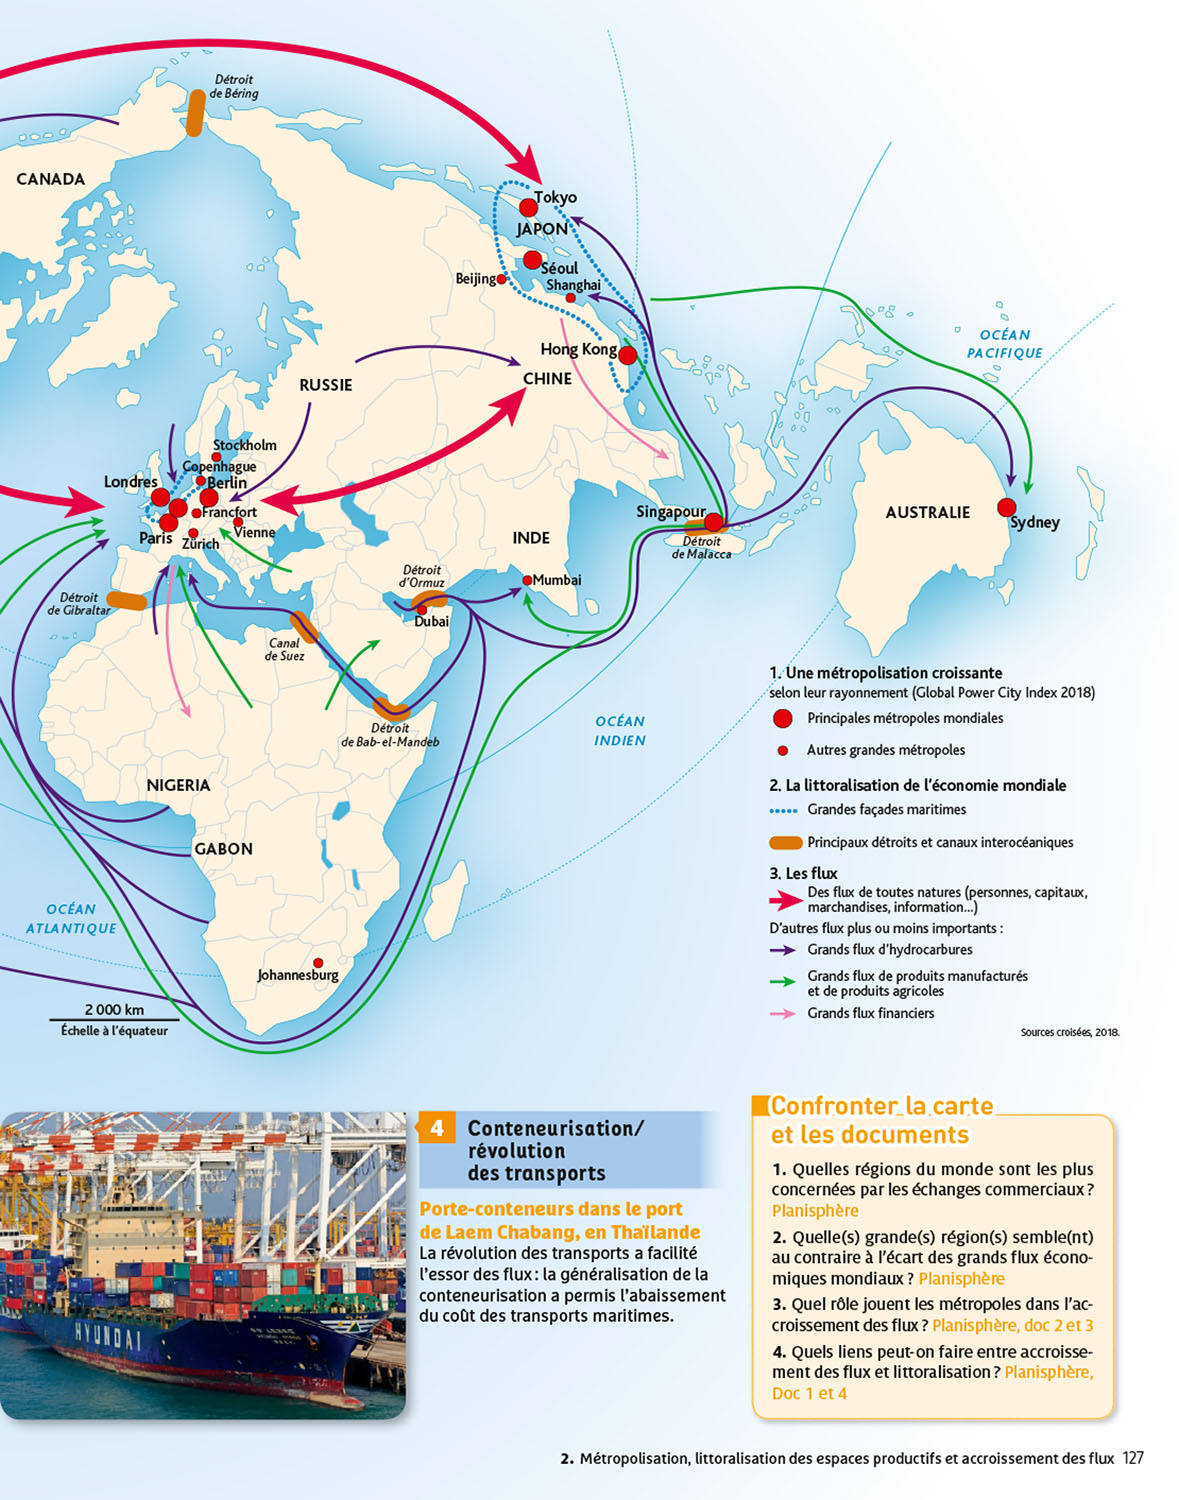 Détroit
de Béring
CANADA
Tokyo
JAPON
Séoul
Beijing
Shanghai
OCÉAN
PACIFIQUE
Hong Kong
CHINE
RUSSIE
Stockholm
Copenhague
Londres
Berlin
Francfort
Paris
Zürich
Vienne
Singapour
Détroit
de Malacca
AUSTRALIE
Sydney
INDE
Mumbai
Détroit
d'Ormuz
Dubai
Détroit
de Gibraltar
Canal
de Suez
Détroit
de Bab-el-Mandeb
OCÉAN
INDIEN
NIGERIA
GABON
OCÉAN
ATLANTIQUE
Johannesburg
2 000 km
Échelle à l'équateur
1. Une métropolisation croissante
selon leur rayonnement (Global Power City Index 2018)
Principales métropoles mondiales
Autres grandes métropoles
2. La littoralisation de l'économie mondiale
Grandes façades maritimes
Principaux détroits et canaux interocéaniques
3. Les flux
Des flux de toutes natures (personnes, capitaux,
marchandises, information...)
D'autres flux plus ou moins importants :
Grands flux d'hydrocarbures
Grands flux de produits manufacturés
et de produits agricoles
Grands flux financiers
Sources croisées, 2018.
HYUNDAI
4 Conteneurisation/
révolution
des transports
Porte-conteneurs dans le port
de Laem Chabang, en Thaïlande
La révolution des transports a facilité
l'essor des flux : la généralisation de la
conteneurisation a permis l'abaissement
du coût des transports maritimes.
Confronter la carte
et les documents
1. Quelles régions du monde sont les plus
concernées par les échanges commerciaux ?
Planisphère
2. Quelle(s) grande(s) région(s) semble(nt)
au contraire à l'écart des grands flux écono-
miques mondiaux ? Planisphère
3. Quel rôle jouent les métropoles dans l'ac-
croissement des flux ? Planisphère, doc 2 et 3
4. Quels liens peut-on faire entre accroisse-
ment des flux et littoralisation ? Planisphère,
Doc 1 et 4
2. Métropolisation, littoralisation des espaces productifs et accroissement des flux 127